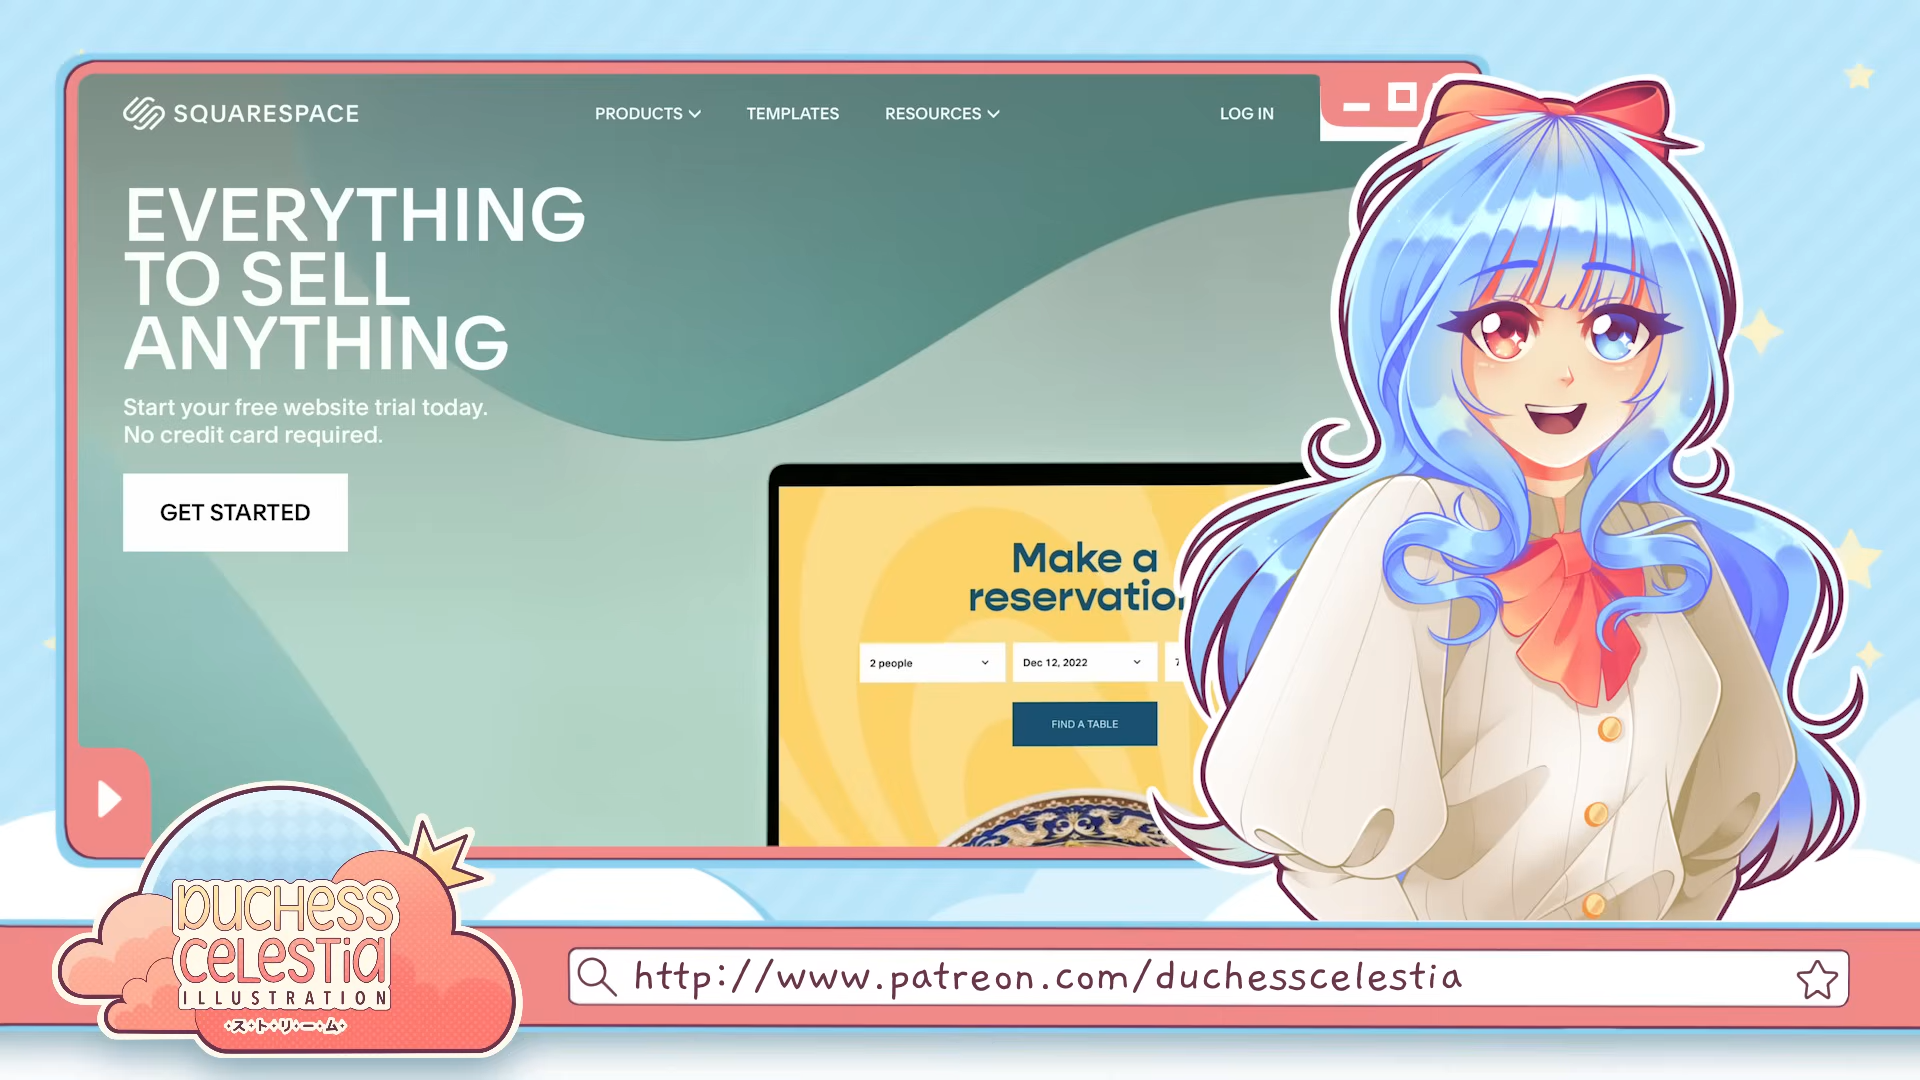 SQUARESPACE
PRODUCTS
TEMPLATES
RESOURCES
LOG IN
EVERYTHING
TO SELL
ANYTHING
Start your free website trial today.
No credit card required.
GET STARTED
Make a
reservation
2 people
Dec 12, 2022
7
FIND A TABLE
DUCHESS
CELESTIA
ILLUSTRATION
・ス・ト・リ・ー・ム・
http://www.patreon.com/duchesscelestia